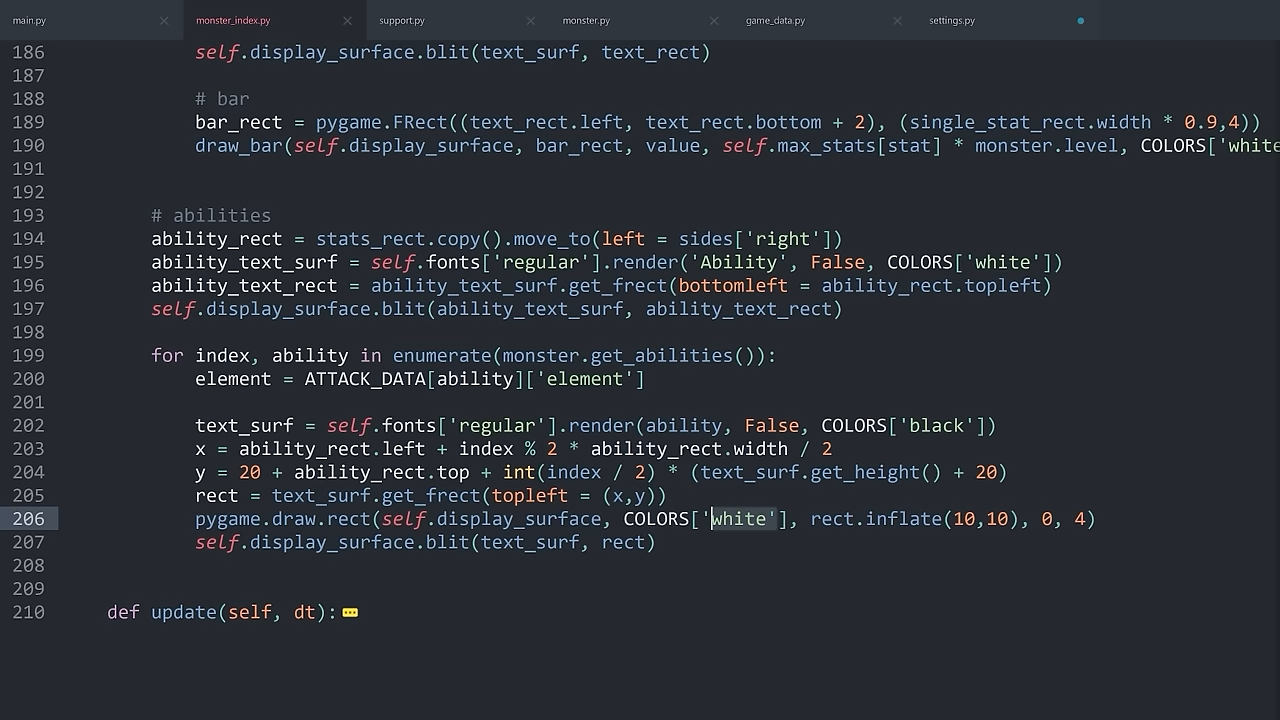 main.py monster_index.py support.py monster.py game_data.py settings.py
186 self.display_surface.blit(text_surf, text_rect)
187
188 # bar
189 bar_rect = pygame.FRect((text_rect.left, text_rect.bottom + 2), (single_stat_rect.width * 0.9,4))
190 draw_bar(self.display_surface, bar_rect, value, self.max_stats[stat] * monster.level, COLORS['white
191
192
193 # abilities
194 ability_rect = stats_rect.copy().move_to(left = sides['right'])
195 ability_text_surf = self.fonts['regular'].render('Ability', False, COLORS['white'])
196 ability_text_rect = ability_text_surf.get_frect(bottomleft = ability_rect.topleft)
197 self.display_surface.blit(ability_text_surf, ability_text_rect)
198
199 for index, ability in enumerate(monster.get_abilities()):
200 element = ATTACK_DATA[ability]['element']
201
202 text_surf = self.fonts['regular'].render(ability, False, COLORS['black'])
203 x = ability_rect.left + index % 2 * ability_rect.width / 2
204 y = 20 + ability_rect.top + int(index / 2) * (text_surf.get_height() + 20)
205 rect = text_surf.get_frect(topleft = (x,y))
206 pygame.draw.rect(self.display_surface, COLORS['white'], rect.inflate(10,10), 0, 4)
207 self.display_surface.blit(text_surf, rect)
208
209
210 def update(self, dt):